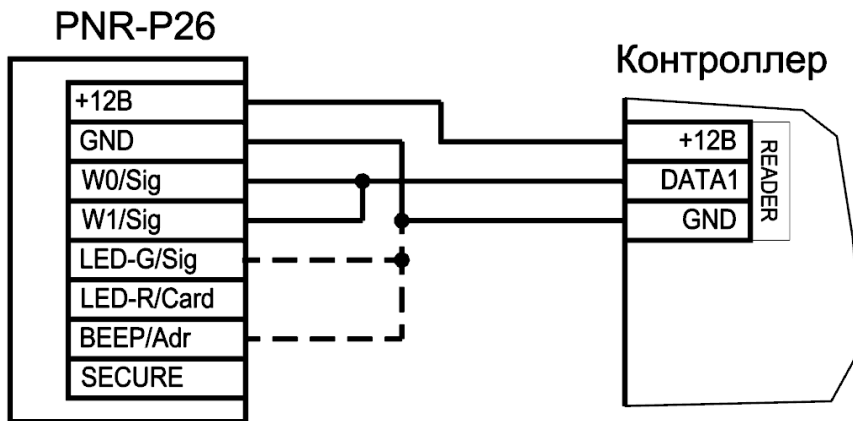 PNR-P26
+12В
GND
W0/Sig
W1/Sig
LED-G/Sig
LED-R/Card
BEEP/Adr
SECURE
Контроллер
+12В
DATA1
GND
READER